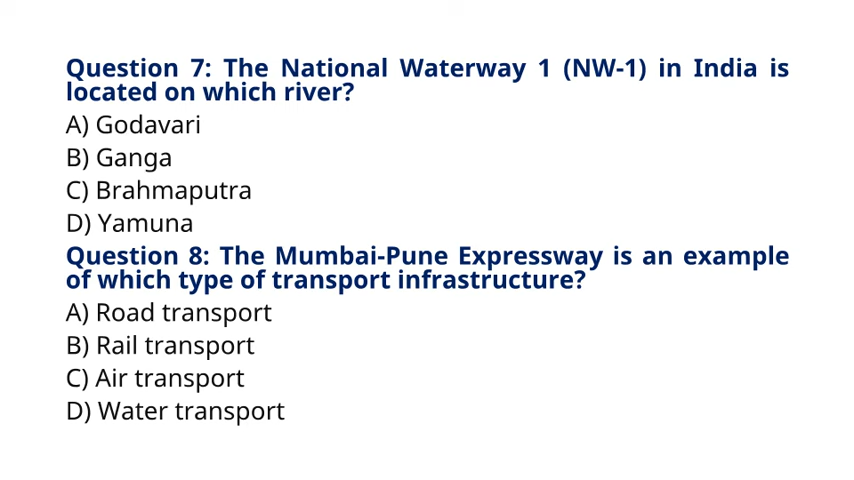 Question 7: The National Waterway 1 (NW-1) in India is
located on which river?
A) Godavari
B) Ganga
C) Brahmaputra
D) Yamuna
Question 8: The Mumbai-Pune Expressway is an example
of which type of transport infrastructure?
A) Road transport
B) Rail transport
C) Air transport
D) Water transport